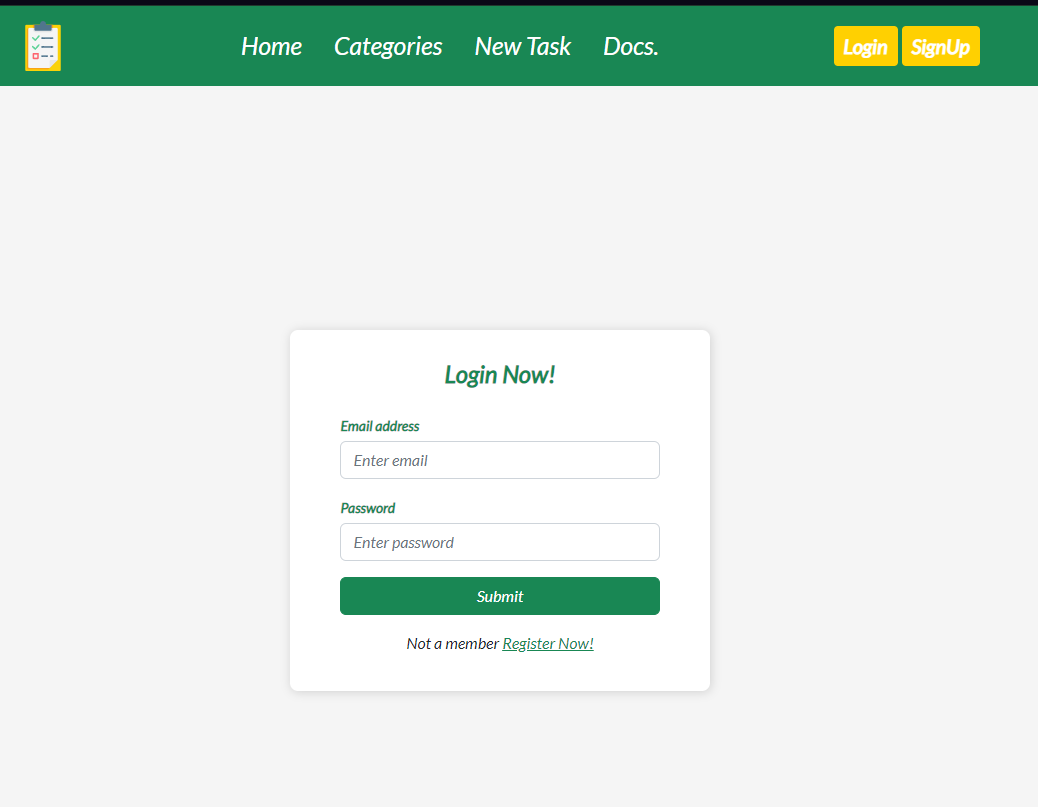 Home Categories New Task Docs. Login SignUp
Login Now!
Email address
Enter email
Password
Enter password
Submit
Not a member Register Now!